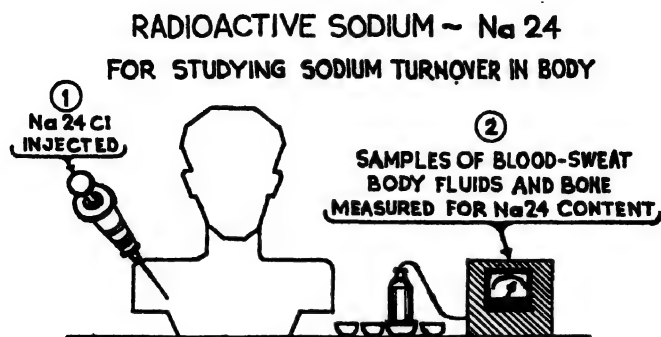 RADIOACTIVE SODIUM ~ Na 24
FOR STUDYING SODIUM TURNOVER IN BODY
1
Na 24 Cl
INJECTED
2
SAMPLES OF BLOOD-SWEAT
BODY FLUIDS AND BONE
MEASURED FOR Na24 CONTENT